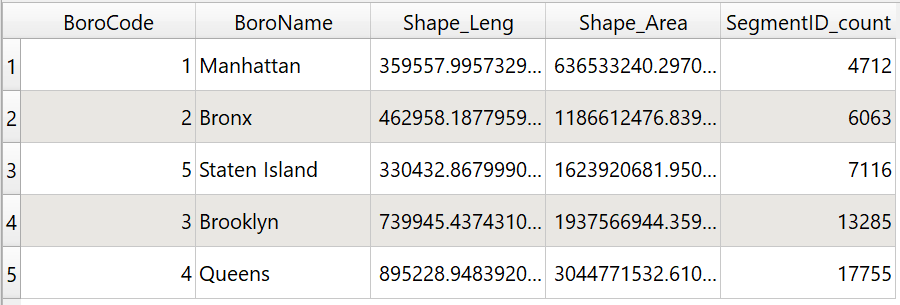 BoroCode BoroName Shape_Leng Shape_Area SegmentID_count
1 1 Manhattan 359557.9957329... 636533240.2970... 4712
2 2 Bronx 462958.1877959... 1186612476.839... 6063
3 5 Staten Island 330432.8679990... 1623920681.950... 7116
4 3 Brooklyn 739945.4374310... 1937566944.359... 13285
5 4 Queens 895228.9483920... 3044771532.610... 17755